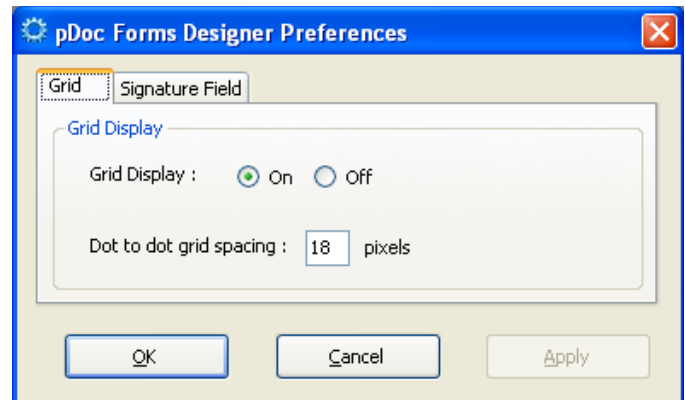 pDoc Forms Designer Preferences
Grid Signature Field
Grid Display
Grid Display : On Off
Dot to dot grid spacing : 18 pixels
OK Cancel Apply